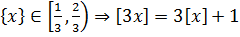 {x} ∈ [1/3, 2/3) ⇒ [3x] = 3[x] + 1